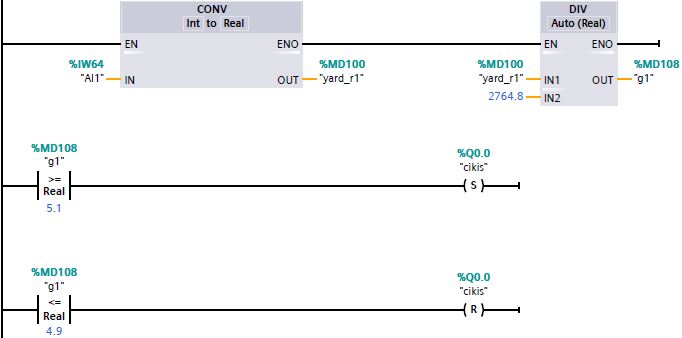 CONV
Int to Real
EN
ENO
%IW64
"AI1"
IN
OUT
%MD100
"yard_r1"
DIV
Auto (Real)
EN
ENO
%MD100
"yard_r1"
IN1
2764.8
IN2
OUT
%MD108
"g1"
%MD108
"g1"
>=
Real
5.1
%Q0.0
"cikis"
S
%MD108
"g1"
<=
Real
4.9
%Q0.0
"cikis"
R